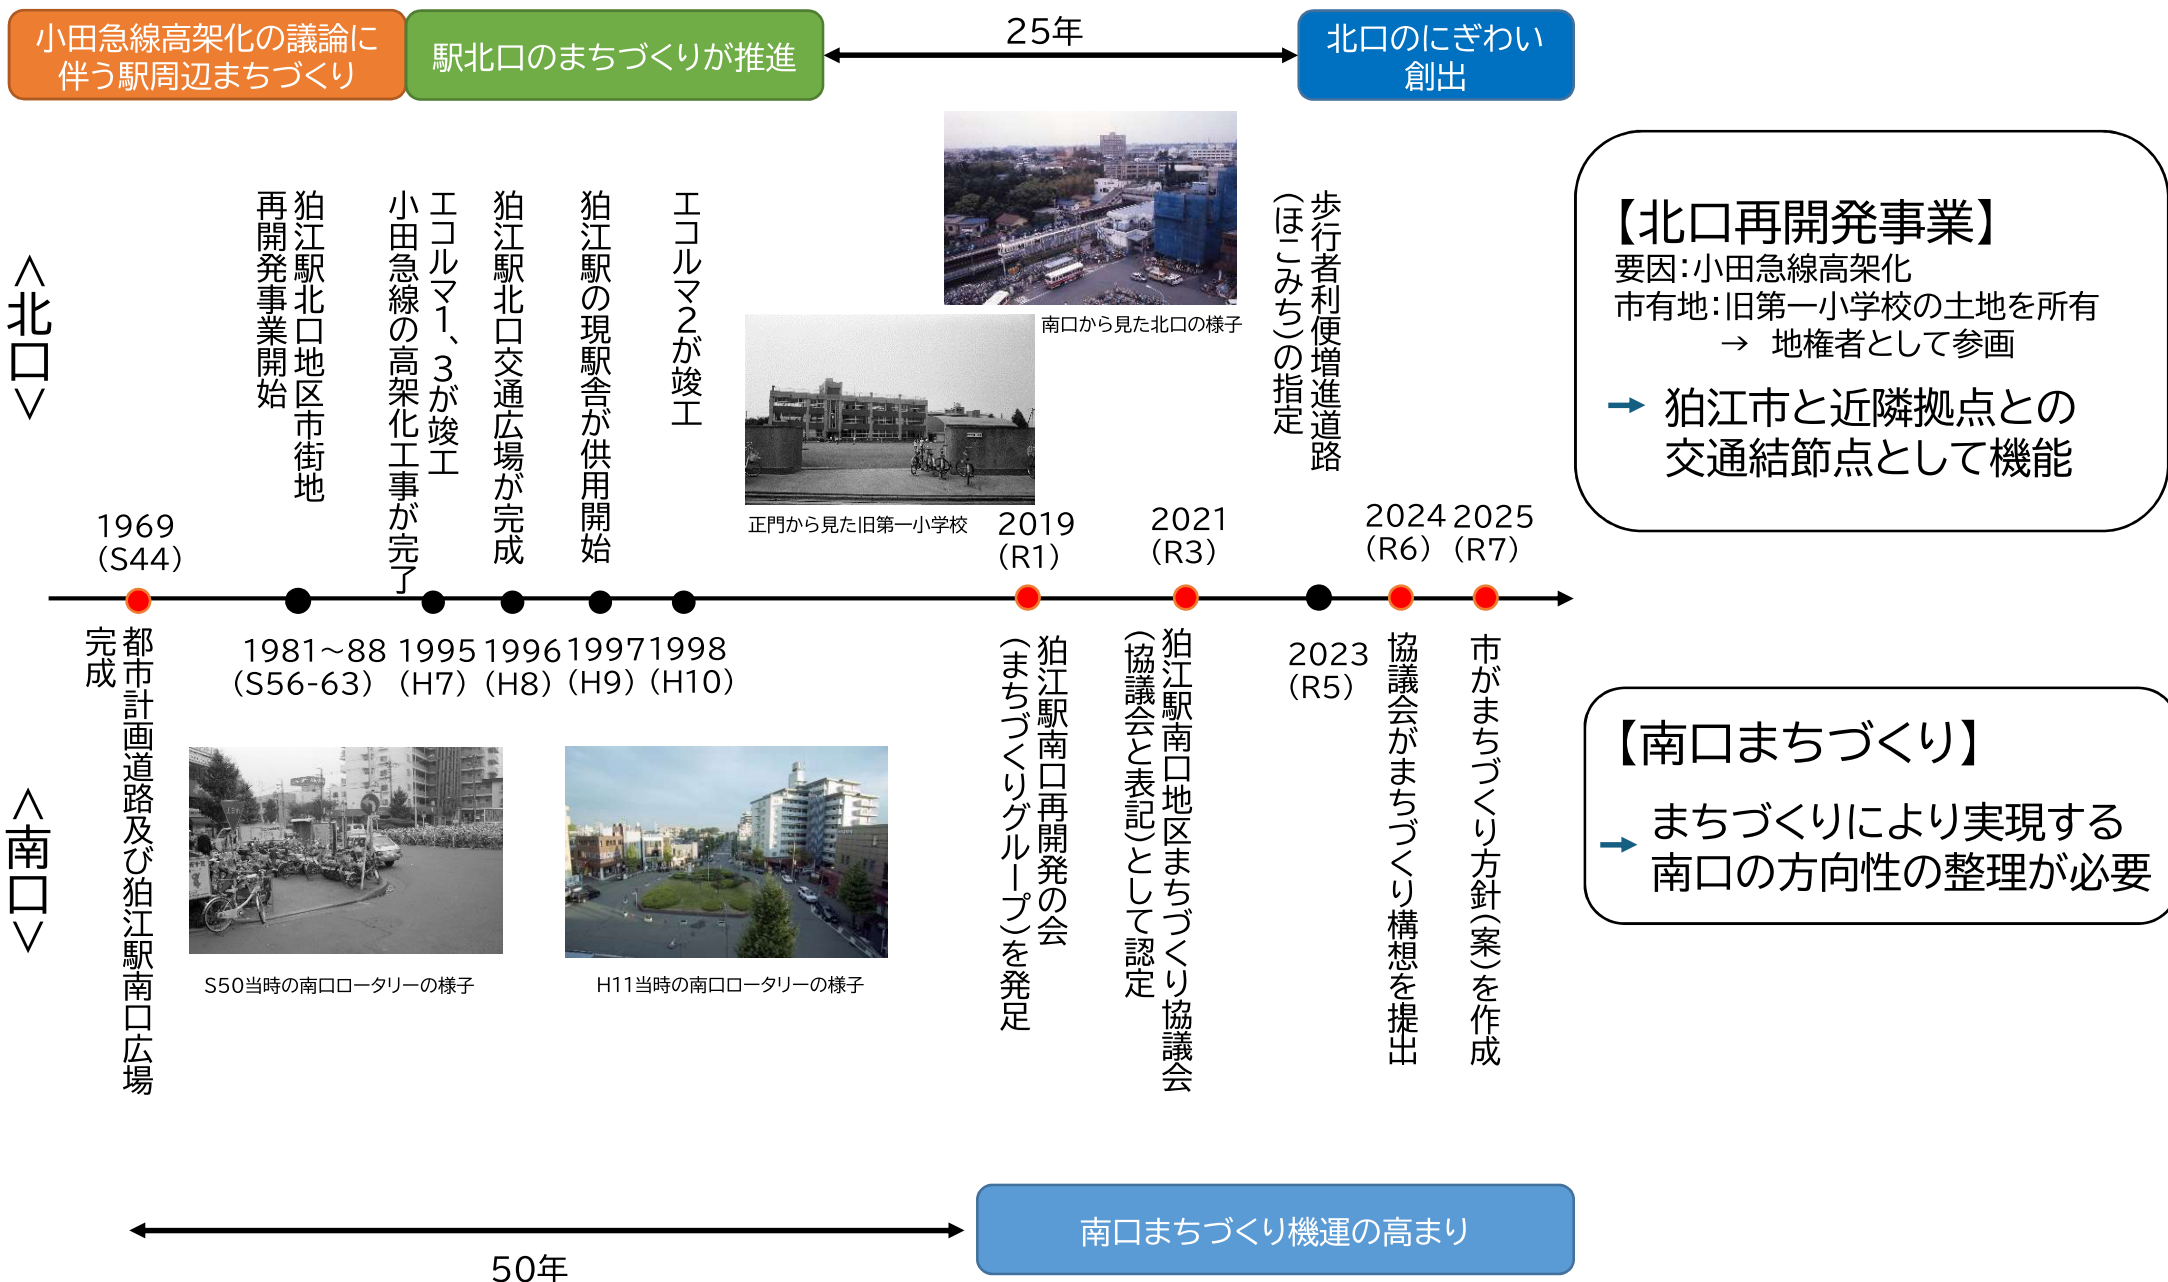 小田急線高架化の議論に
伴う駅周辺まちづくり
駅北口のまちづくりが推進
25年
北口のにぎわい
創出
<北口>
狛江駅北口地区市街地
再開発事業開始
エコルマ1、3が竣工
小田急線の高架化工事が完了
狛江駅北口交通広場が完成
狛江駅の現駅舎が供用開始
エコルマ2が竣工
南口から見た北口の様子
正門から見た旧第一小学校
歩行者利便増進道路
(ほこみち)の指定
【北口再開発事業】
要因:小田急線高架化
市有地:旧第一小学校の土地を所有
→ 地権者として参画
狛江市と近隣拠点との
交通結節点として機能
1969
(S44)
2019
(R1)
2021
(R3)
2024
(R6)
2025
(R7)
1981~88
(S56-63)
1995
(H7)
1996
(H8)
1997
(H9)
1998
(H10)
2023
(R5)
<南口>
都市計画道路及び狛江駅南口広場
完成
S50当時の南口ロータリーの様子
H11当時の南口ロータリーの様子
狛江駅南口再開発の会
(まちづくりグループ)を発足
狛江駅南口地区まちづくり協議会
(協議会と表記)として認定
協議会がまちづくり構想を提出
市がまちづくり方針(案)を作成
【南口まちづくり】
まちづくりにより実現する
南口の方向性の整理が必要
50年
南口まちづくり機運の高まり